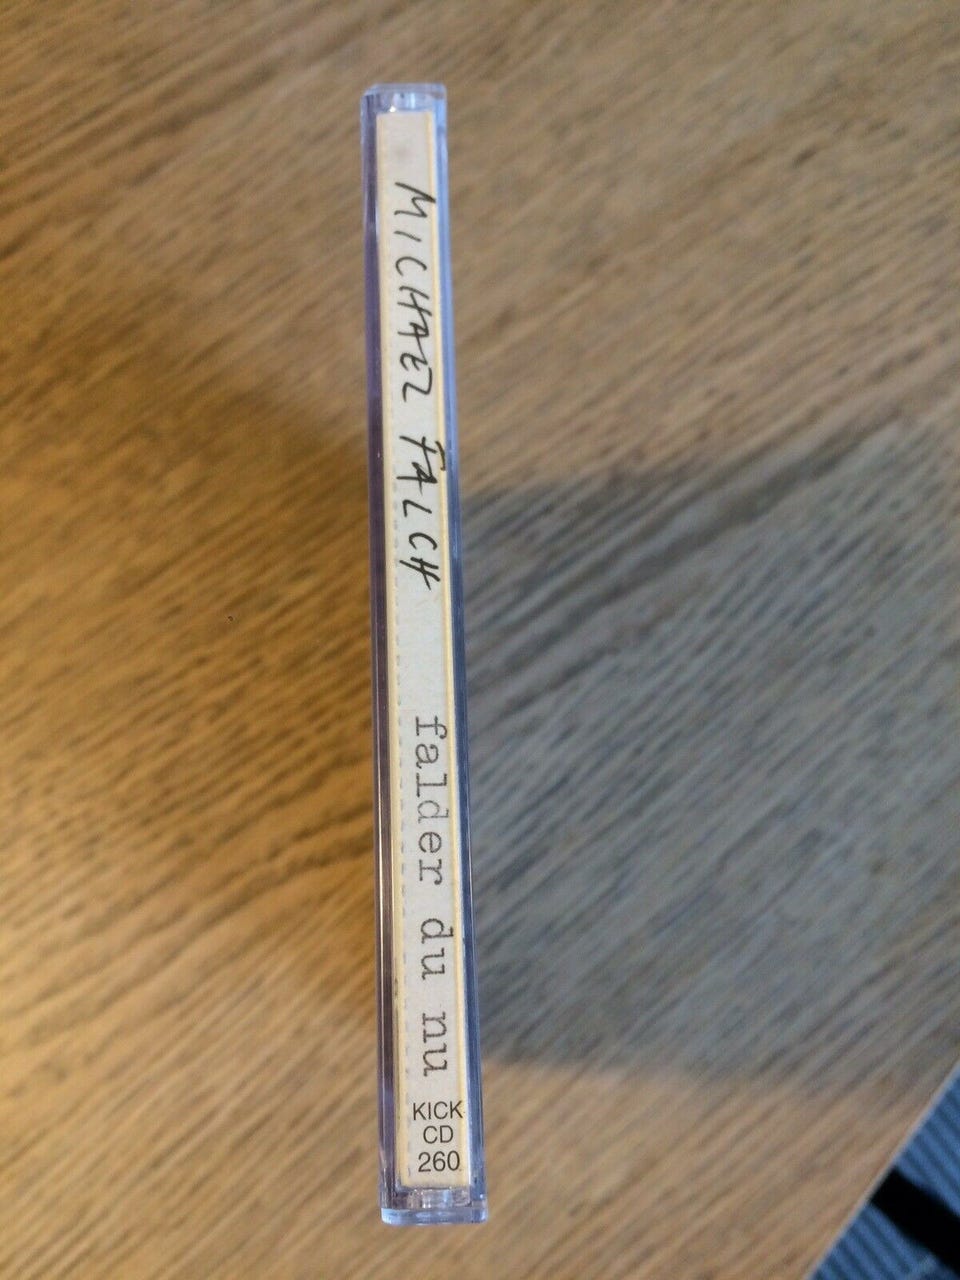 MICHAEL FALCH
falder du nu
KICK
CD
260